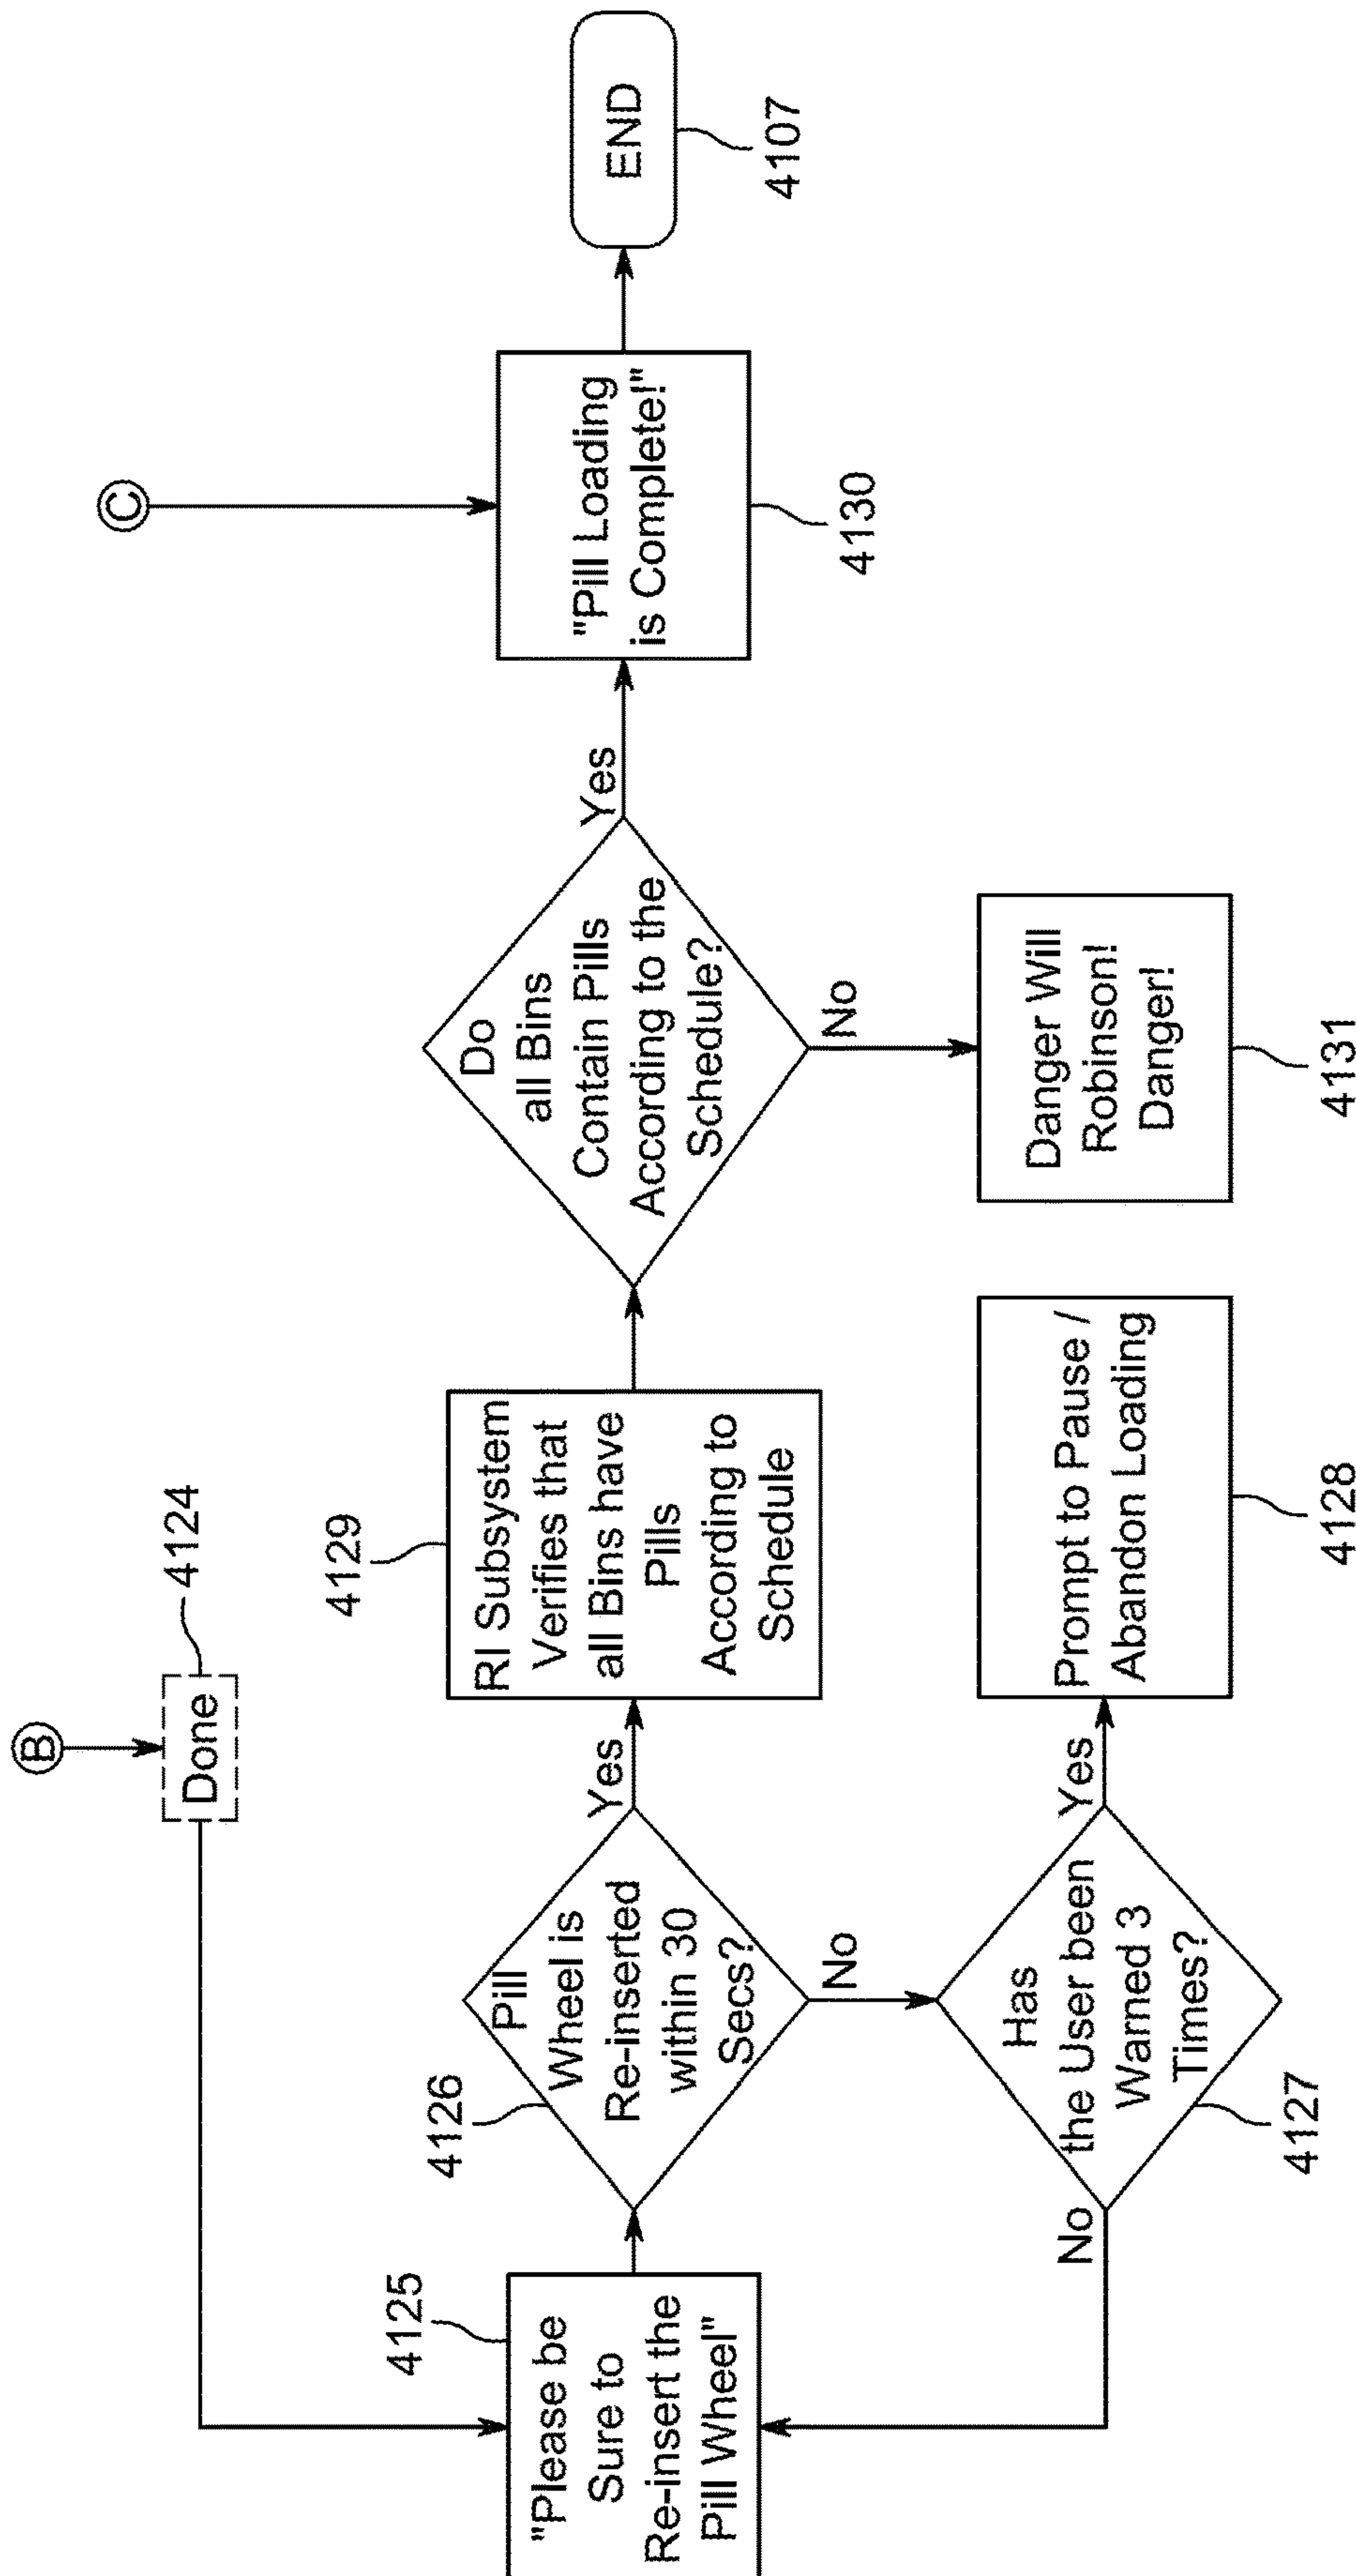 B
Done
4124
4125
"Please be
Sure to
Re-insert the
Pill Wheel"
4126
Pill
Wheel is
Re-inserted
within 30
Secs?
Yes
No
4129
RI Subsystem
Verifies that
all Bins have
Pills
According to
Schedule
Do
all Bins
Contain Pills
According to the
Schedule?
Yes
No
C
"Pill Loading
is Complete!"
4130
END
4107
No
Has
the User been
Warned 3
Times?
Yes
4127
Prompt to Pause /
Abandon Loading
4128
Danger Will
Robinson!
Danger!
4131